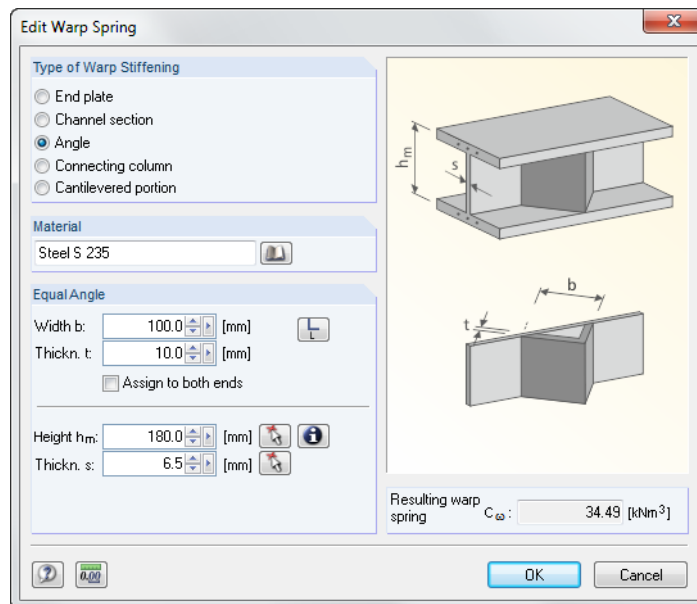 Edit Warp Spring
Type of Warp Stiffening
End plate
Channel section
Angle
Connecting column
Cantilevered portion
Material
Steel S 235
Equal Angle
Width b: 100.0 [mm]
L
Thickn. t: 10.0 [mm]
Assign to both ends
Height hm: 180.0 [mm]
Thickn. s: 6.5 [mm]
hm
s
b
t
Resulting warp spring Cω: 34.49 [kNm³]
0.00
OK
Cancel